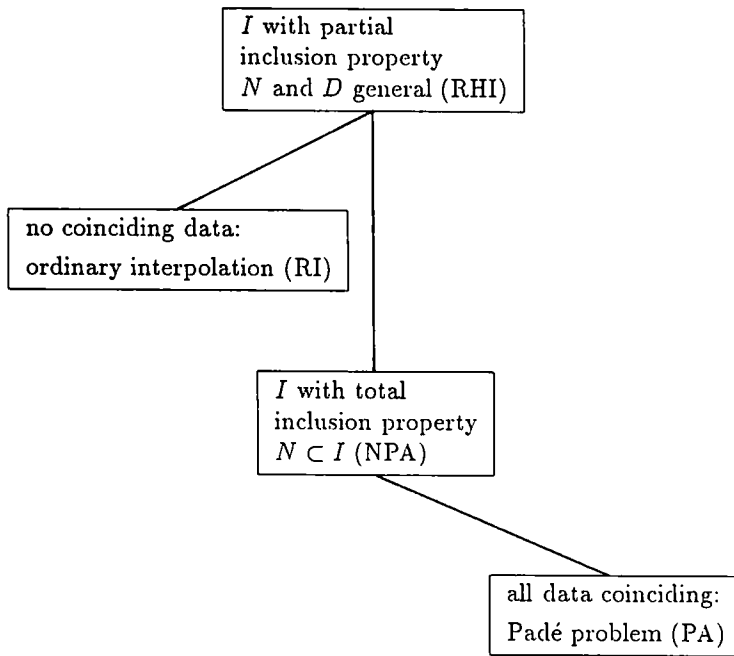 I with partial
inclusion property
N and D general (RHI)
no coinciding data:
ordinary interpolation (RI)
I with total
inclusion property
N ⊂ I (NPA)
all data coinciding:
Padé problem (PA)